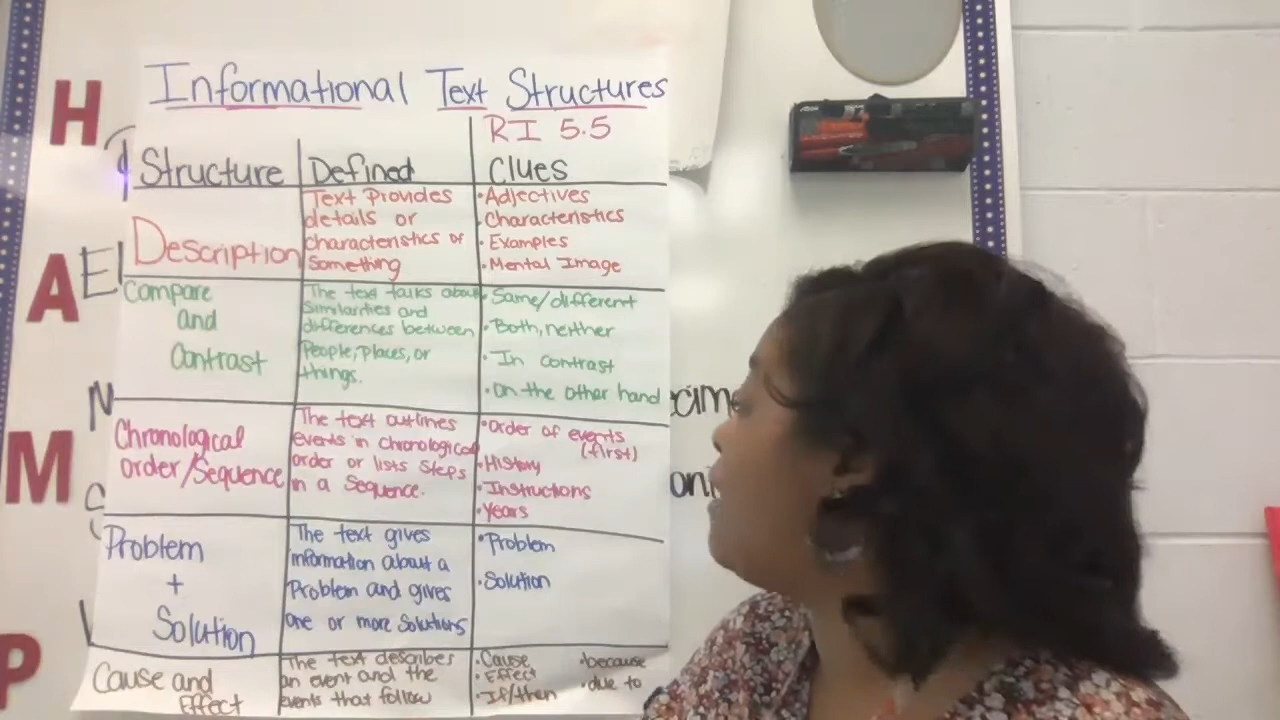 Informational Text Structures
RI 5.5
Structure
Defined
Clues
Description
Text Provides
details or
characteristics of
something
• Adjectives
• Characteristics
• Examples
• Mental Image
Compare
and
Contrast
The text talks about
similarities and
differences between
People, places, or
things.
• Same/different
• Both, neither
• In contrast
• on the other hand
Chronological
order/Sequence
The text outlines
events in chronological
order or lists steps
in a sequence.
• Order of events
(first)
• History
• Instructions
• Years
Problem
+
Solution
The text gives
information about a
Problem and gives
one or more solutions
• Problem
• Solution
Cause and
Effect
The text describes
an event and the
events that follow
• Cause
• Effect
• If/then
• because
• due to
H
A
M
P